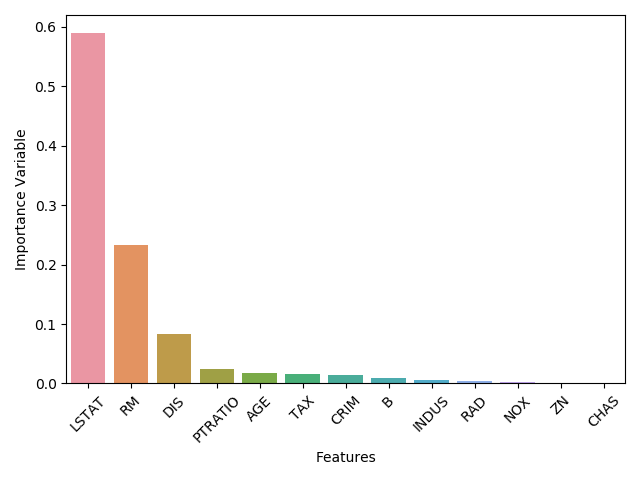 0.6
0.5
0.4
0.3
0.2
0.1
0.0
Importance Variable
LSTAT
RM
DIS
PTRATIO
AGE
TAX
CRIM
B
INDUS
RAD
NOX
ZN
CHAS
Features